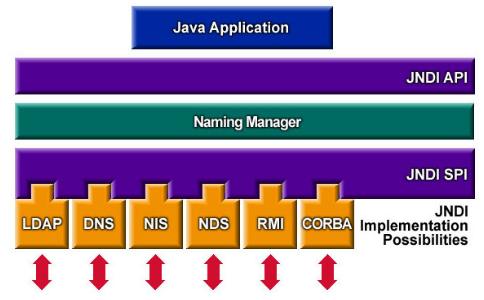 Java Application
JNDI API
Naming Manager
JNDI SPI
LDAP DNS NIS NDS RMI CORBA
JNDI
Implementation
Possibilities